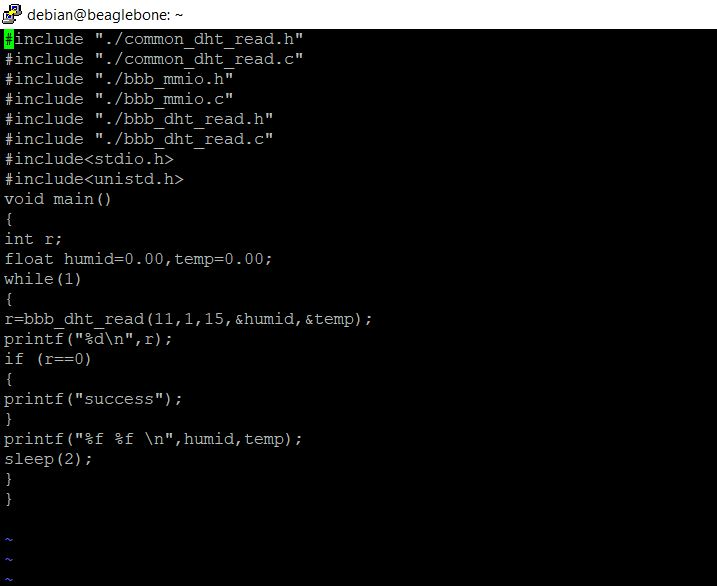 debian@beaglebone: ~
#include "./common_dht_read.h"
#include "./common_dht_read.c"
#include "./bbb_mmio.h"
#include "./bbb_mmio.c"
#include "./bbb_dht_read.h"
#include "./bbb_dht_read.c"
#include<stdio.h>
#include<unistd.h>
void main()
{
int r;
float humid=0.00,temp=0.00;
while(1)
{
r=bbb_dht_read(11,1,15,&humid,&temp);
printf("%d\n",r);
if (r==0)
{
printf("success");
}
printf("%f %f \n",humid,temp);
sleep(2);
}
}
~
~
~